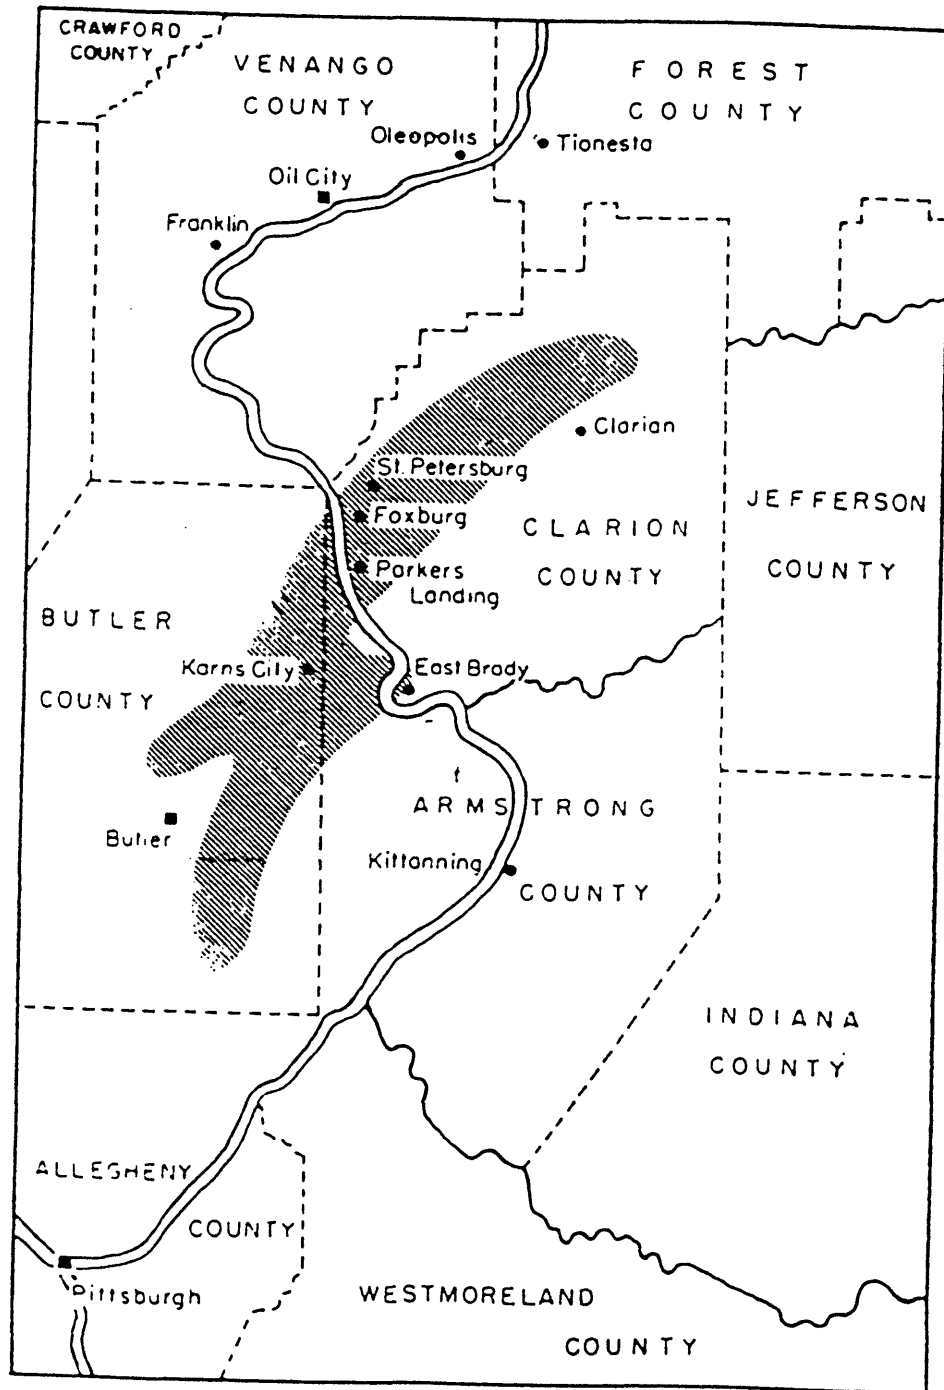 CRAWFORD
COUNTY
VENANGO
COUNTY
FOREST
COUNTY
Oleopolis
Tionesta
Oil City
Franklin
Clarian
St. Petersburg
Foxburg
CLARION
COUNTY
JEFFERSON
COUNTY
Parkers
Landing
BUTLER
COUNTY
Karns City
East Brady
ARMSTRONG
COUNTY
Butler
Kittanning
INDIANA
COUNTY
ALLEGHENY
COUNTY
Pittsburgh
WESTMORELAND
COUNTY